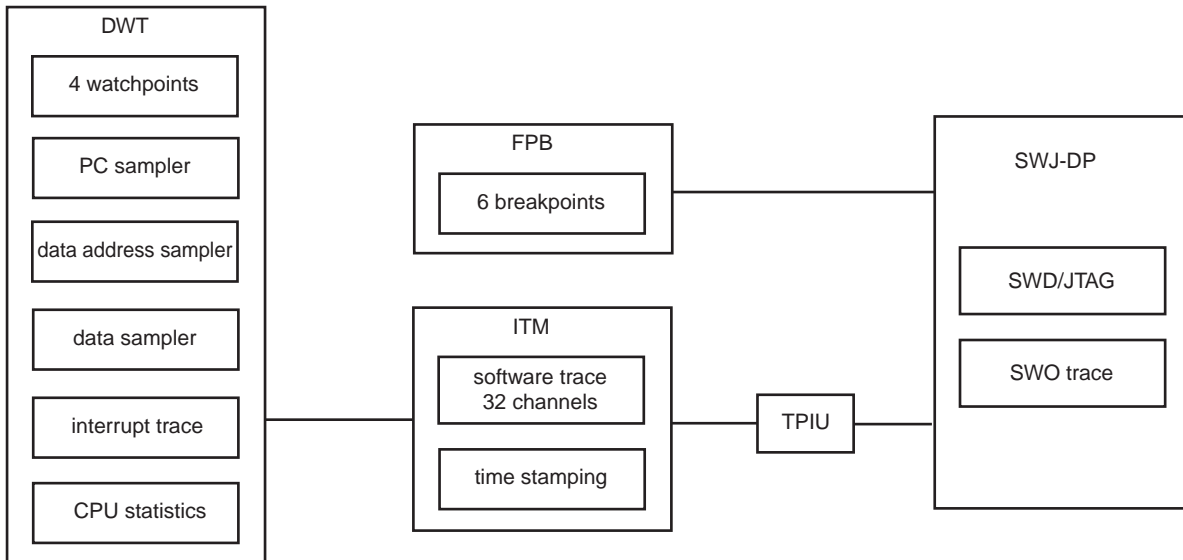 DWT
4 watchpoints
PC sampler
data address sampler
data sampler
interrupt trace
CPU statistics
FPB
6 breakpoints
ITM
software trace
32 channels
time stamping
TPIU
SWJ-DP
SWD/JTAG
SWO trace